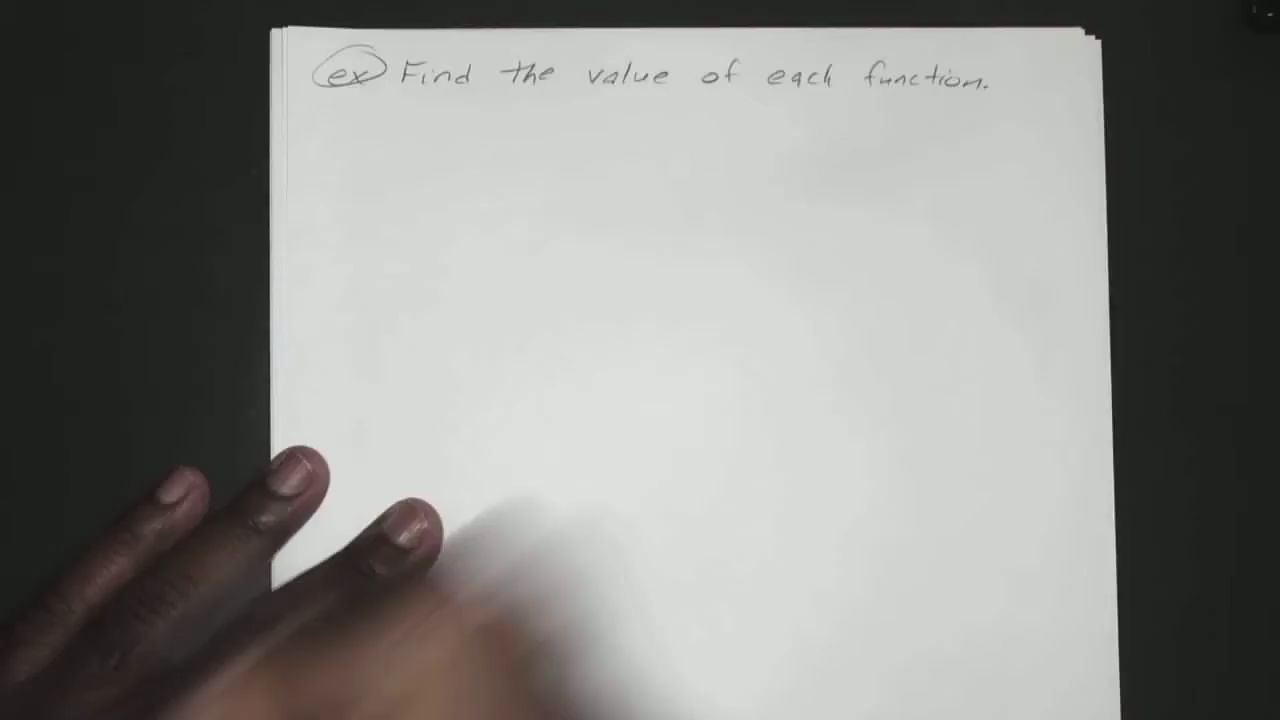 ex Find the value of each function.